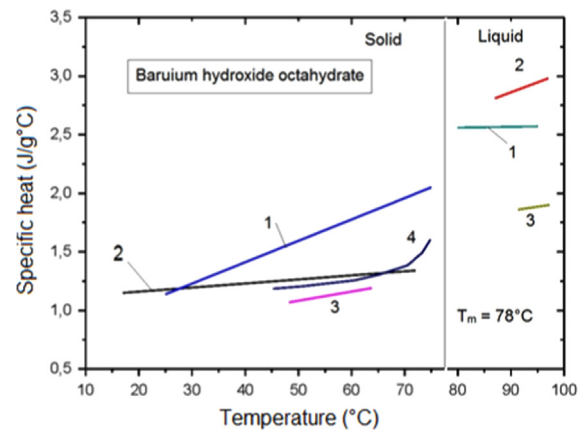 3,5
3,0
2,5
2,0
1,5
1,0
0,5
Specific heat (J/g°C)
Solid
Liquid
Baruium hydroxide octahydrate
2
1
1
2
4
3
3
Tm = 78°C
10 20 30 40 50 60 70 80 90 100
Temperature (°C)